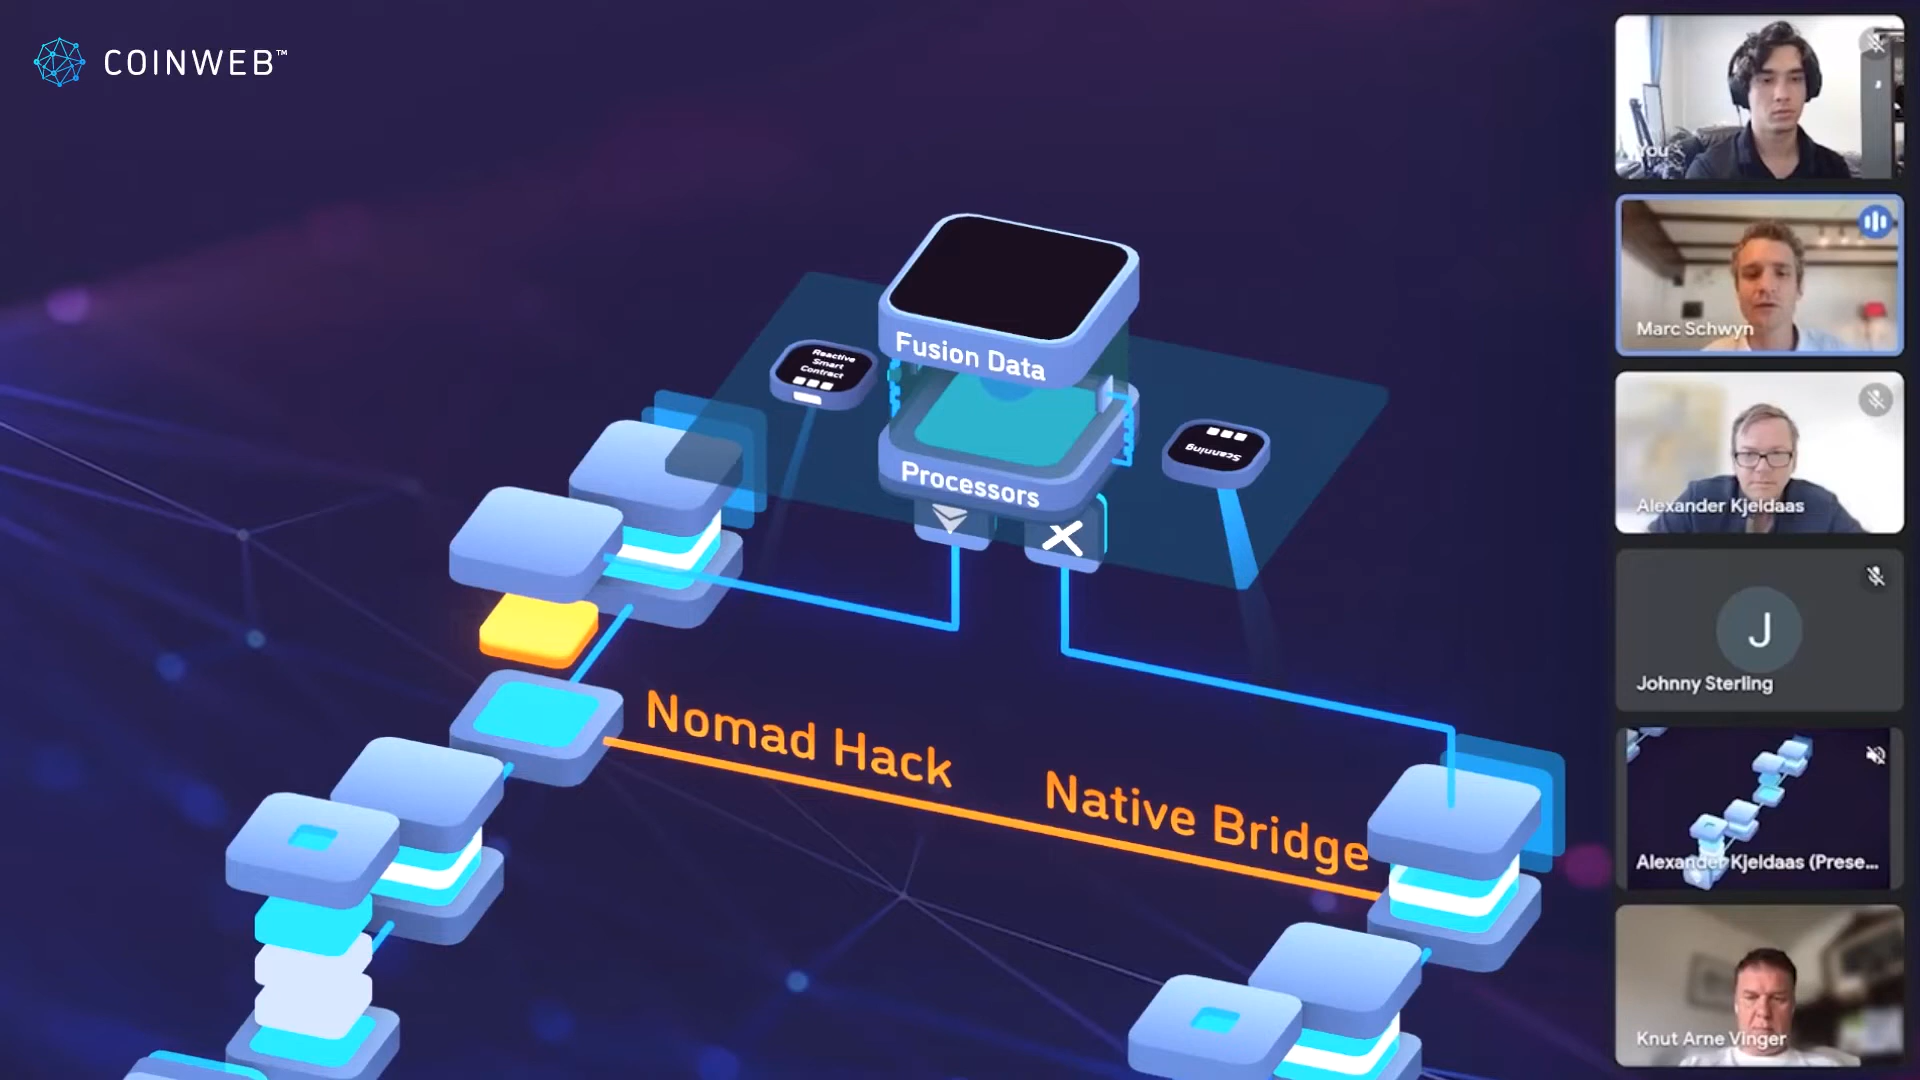 COINWEB™
Fusion Data
Reactive
Smart
Contract
Scanning
Processors
Nomad Hack
Native Bridge
You
Marc Schwyn
Alexander Kjeldaas
J
Johnny Sterling
Alexander Kjeldaas (Prese...
Knut Arne Vinger